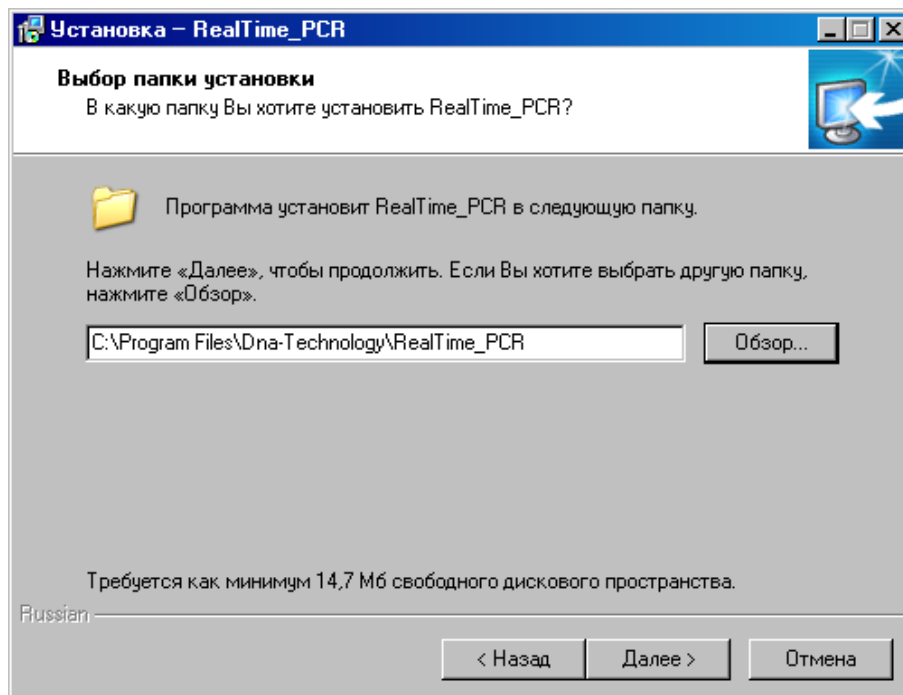 Установка – RealTime_PCR
Выбор папки установки
В какую папку Вы хотите установить RealTime_PCR?
Программа установит RealTime_PCR в следующую папку.
Нажмите «Далее», чтобы продолжить. Если Вы хотите выбрать другую папку,
нажмите «Обзор».
C:\Program Files\Dna-Technology\RealTime_PCR
Обзор...
Требуется как минимум 14,7 Мб свободного дискового пространства.
Russian
< Назад
Далее >
Отмена